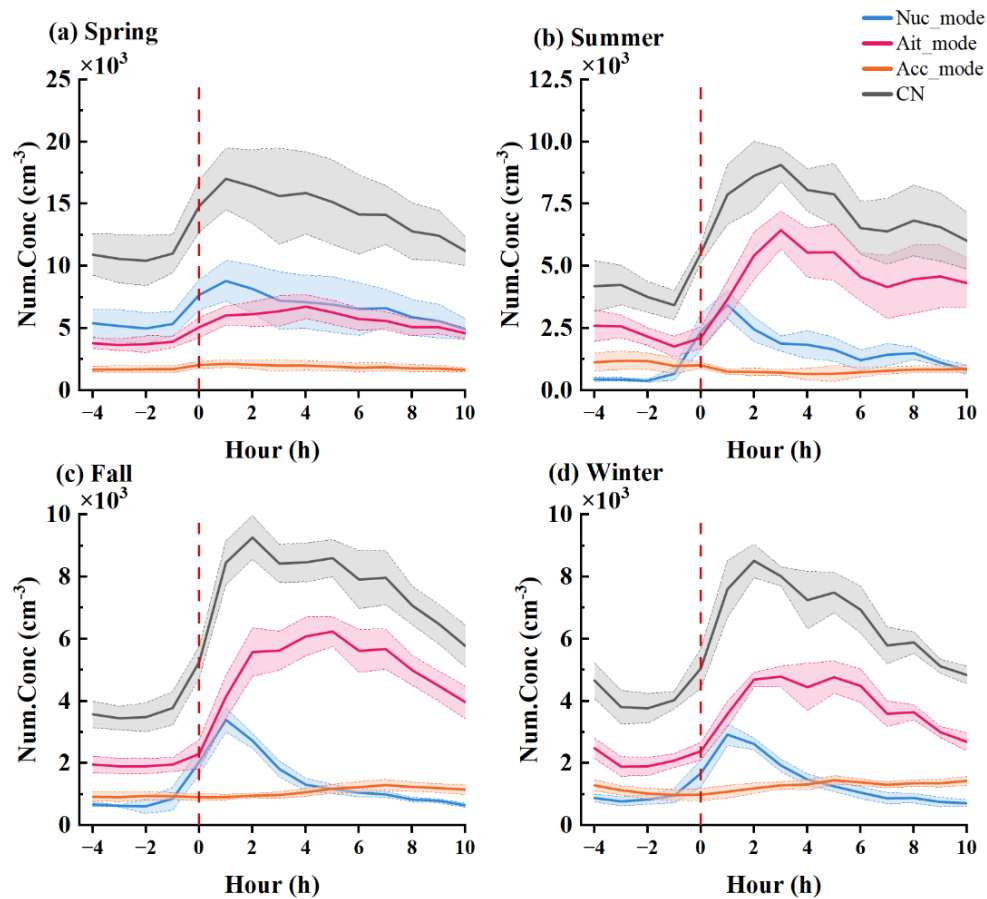 Nuc_mode
Ait_mode
Acc_mode
CN
(a) Spring
×10³
25
20
15
10
5
0
Num.Conc (cm⁻³)
−4 −2 0 2 4 6 8 10
Hour (h)
(b) Summer
×10³
12.5
10.0
7.5
5.0
2.5
0.0
Num.Conc (cm⁻³)
−4 −2 0 2 4 6 8 10
Hour (h)
(c) Fall
×10³
10
8
6
4
2
0
Num.Conc (cm⁻³)
−4 −2 0 2 4 6 8 10
Hour (h)
(d) Winter
×10³
10
8
6
4
2
0
Num.Conc (cm⁻³)
−4 −2 0 2 4 6 8 10
Hour (h)